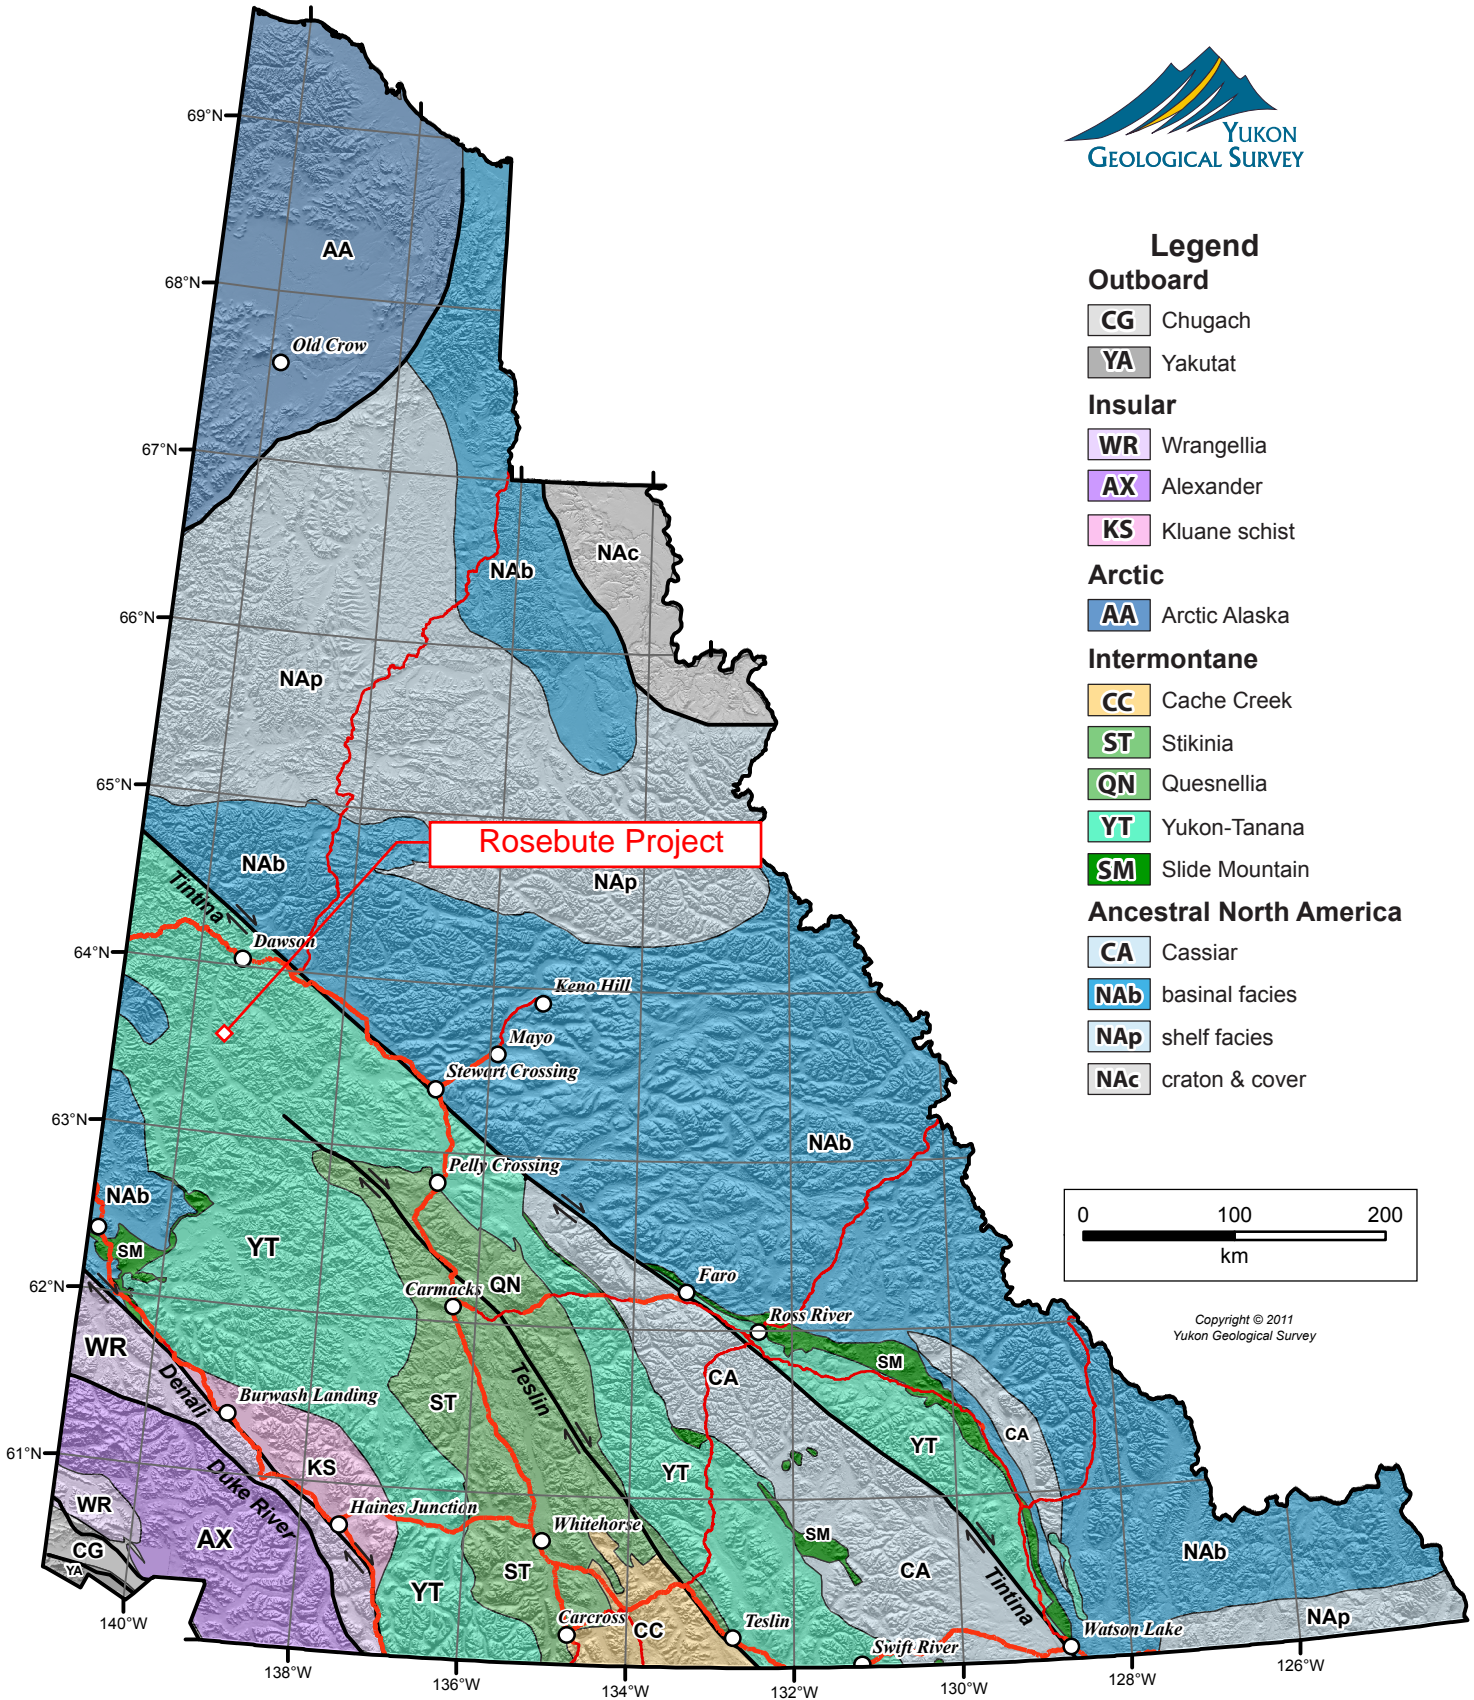 YUKON
GEOLOGICAL SURVEY
Legend
Outboard
CG Chugach
YA Yakutat
Insular
WR Wrangellia
AX Alexander
KS Kluane schist
Arctic
AA Arctic Alaska
Intermontane
CC Cache Creek
ST Stikinia
QN Quesnellia
YT Yukon-Tanana
SM Slide Mountain
Ancestral North America
CA Cassiar
NAb basinal facies
NAp shelf facies
NAc craton & cover
0 100 200
km
Copyright © 2011
Yukon Geological Survey
69°N
AA
68°N
Old Crow
67°N
NAc
NAb
66°N
NAp
65°N
Rosebute Project
NAb
NAp
Tintina
Dawson
64°N
Keno Hill
Mayo
Stewart Crossing
63°N
NAb
Pelly Crossing
NAb
YT
SM
62°N
Faro
QN
Carmacks
Ross River
WR
SM
Denali
CA
Teslin
Burwash Landing
ST
CA
61°N
YT
KS
YT
Duke River
WR
Haines Junction
Whitehorse
SM
AX
CG
NAb
YA
ST
CA
YT
Tintina
140°W
Carcross
CC
Teslin
NAp
Watson Lake
Swift River
138°W
136°W
134°W
132°W
130°W
128°W
126°W